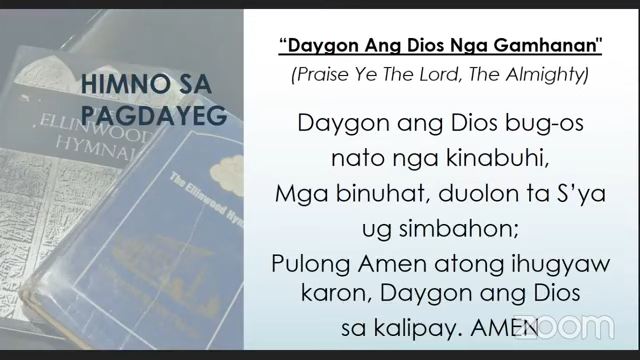 HIMNO SA
PAGDAYEG
ELLINWOOD
HYMNAL
The Ellinwood
“Daygon Ang Dios Nga Gamhanan"
(Praise Ye The Lord, The Almighty)
Daygon ang Dios bug-os
nato nga kinabuhi,
Mga binuhat, duolon ta S’ya
ug simbahon;
Pulong Amen atong ihugyaw
karon, Daygon ang Dios
sa kalipay. AMEN
zoom